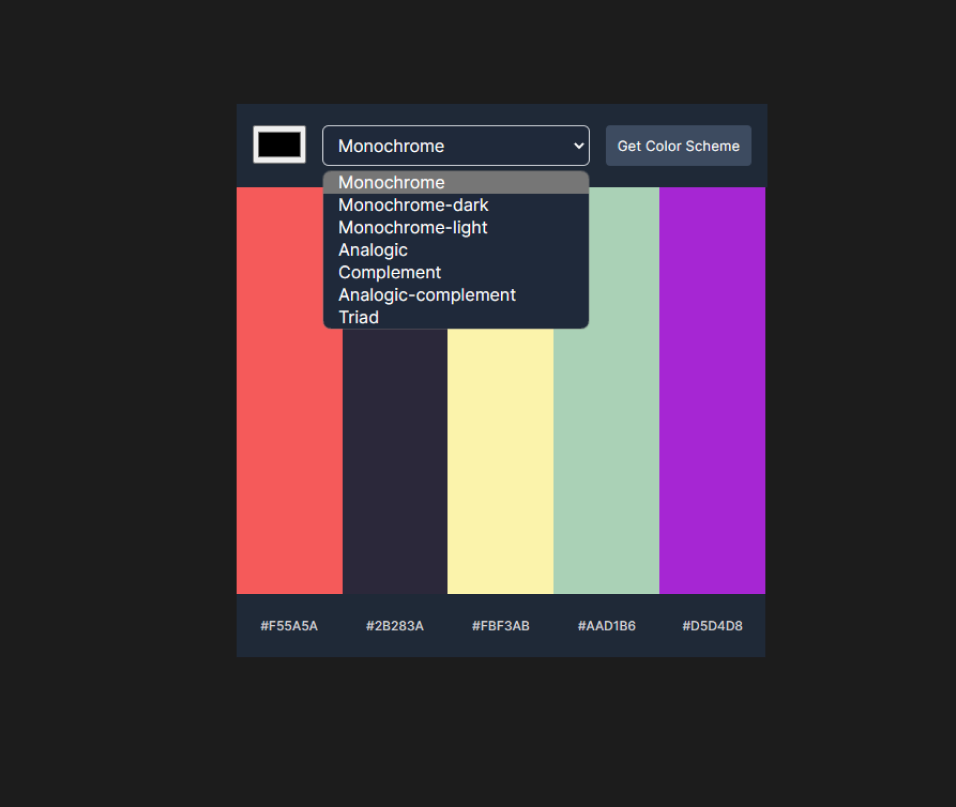 Monochrome
Get Color Scheme
Monochrome
Monochrome-dark
Monochrome-light
Analogic
Complement
Analogic-complement
Triad
#F55A5A #2B283A #FBF3AB #AAD1B6 #D5D4D8